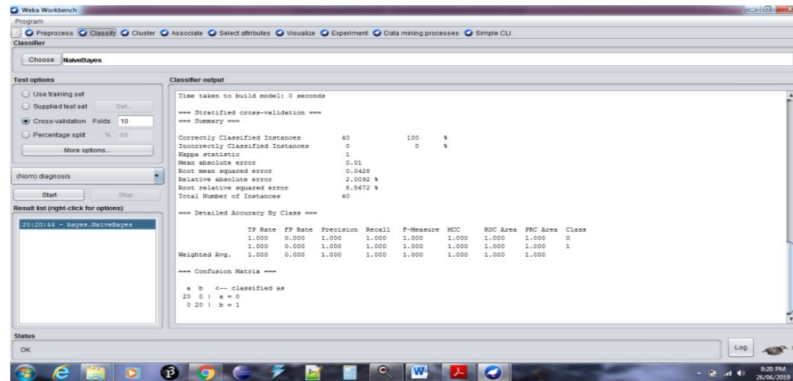 Weka Workbench
Program
Preprocess Classify Cluster Associate Select attributes Visualize Experiment Data mining processes Simple CLI
Classifier
Choose NaiveBayes
Test options
Use training set
Supplied test set Set...
Cross-validation Folds 10
Percentage split % 66
More options...
(Nom) diagnosis
Start Stop
Result list (right-click for options)
20:20:44 - bayes.NaiveBayes
Classifier output
Time taken to build model: 0 seconds
=== Stratified cross-validation ===
=== Summary ===
Correctly Classified Instances 40 100 %
Incorrectly Classified Instances 0 0 %
Kappa statistic 1
Mean absolute error 0.01
Root mean squared error 0.0428
Relative absolute error 2.0092 %
Root relative squared error 8.5672 %
Total Number of Instances 40
=== Detailed Accuracy By Class ===
TP Rate FP Rate Precision Recall F-Measure MCC ROC Area PRC Area Class
1.000 0.000 1.000 1.000 1.000 1.000 1.000 1.000 0
1.000 0.000 1.000 1.000 1.000 1.000 1.000 1.000 1
Weighted Avg. 1.000 0.000 1.000 1.000 1.000 1.000 1.000 1.000
=== Confusion Matrix ===
a b <-- classified as
20 0 | a = 0
0 20 | b = 1
Status
OK
Log
8:20 PM
26/06/2019